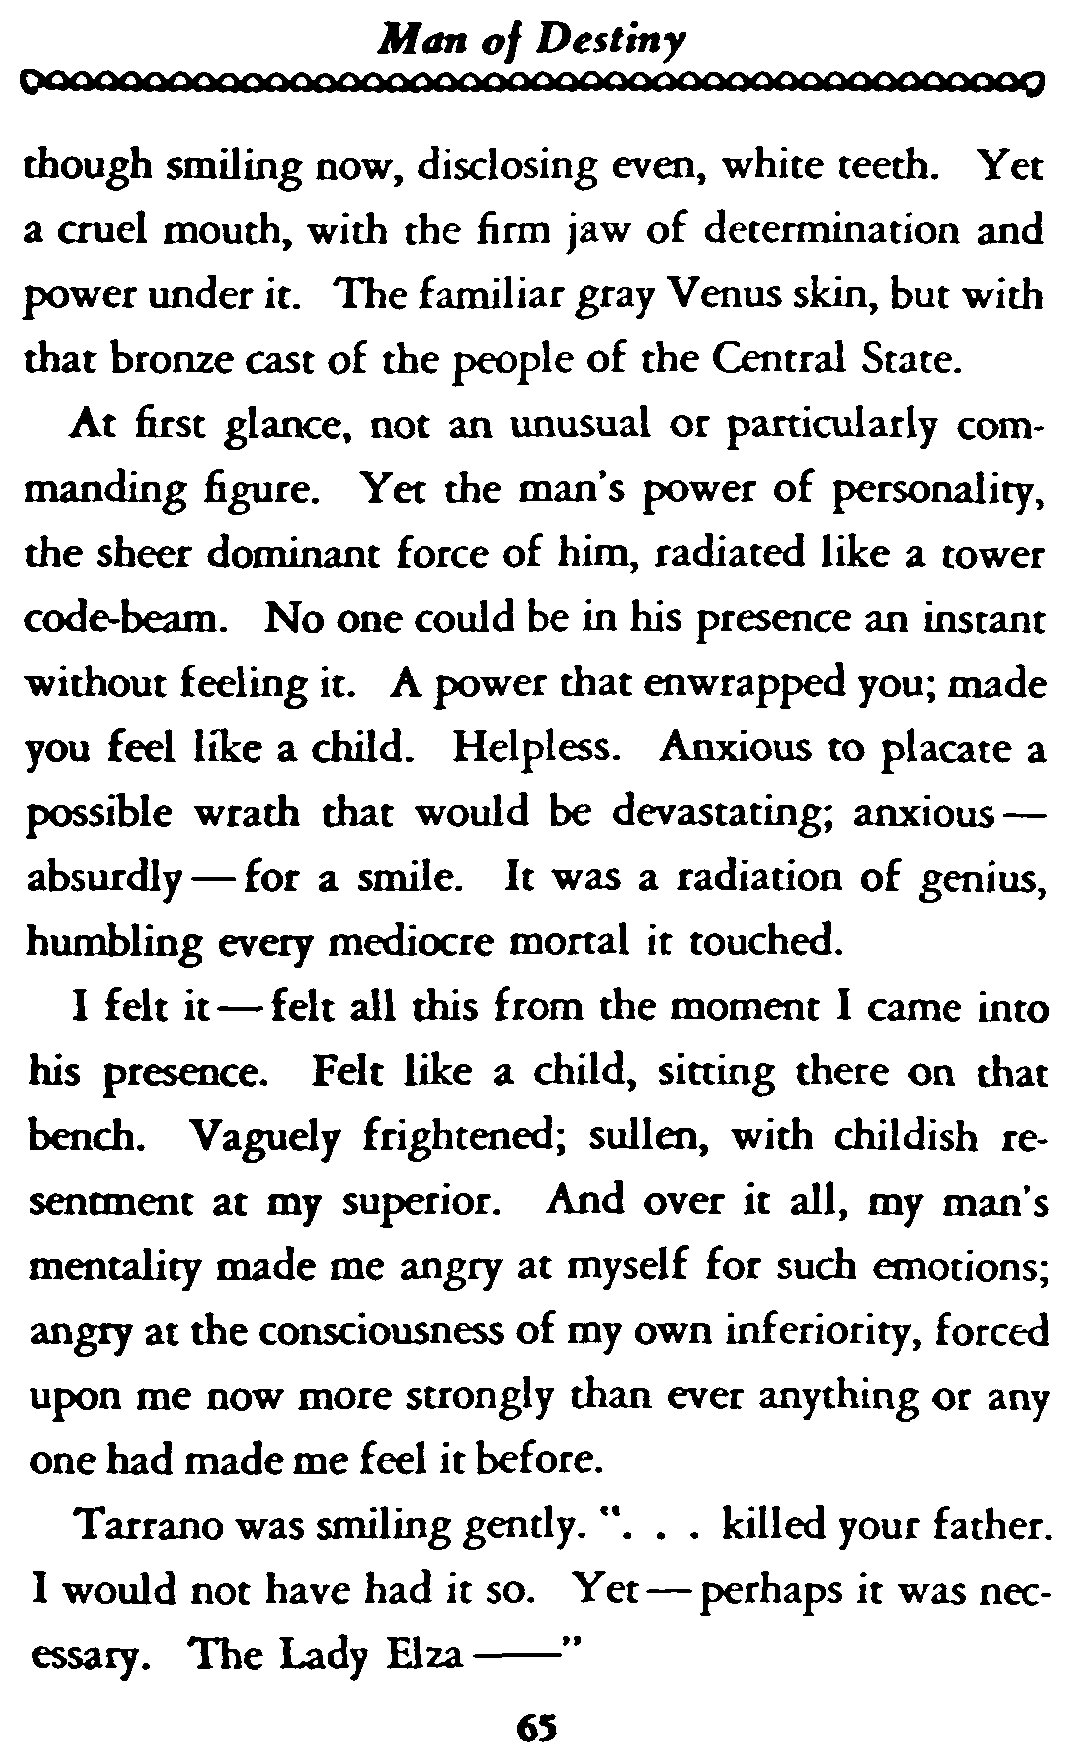 Man of Destiny
though smiling now, disclosing even, white teeth. Yet
a cruel mouth, with the firm jaw of determination and
power under it. The familiar gray Venus skin, but with
that bronze cast of the people of the Central State.
At first glance, not an unusual or particularly com-
manding figure. Yet the man's power of personality,
the sheer dominant force of him, radiated like a tower
code-beam. No one could be in his presence an instant
without feeling it. A power that enwrapped you; made
you feel like a child. Helpless. Anxious to placate a
possible wrath that would be devastating; anxious—
absurdly—for a smile. It was a radiation of genius,
humbling every mediocre mortal it touched.
I felt it—felt all this from the moment I came into
his presence. Felt like a child, sitting there on that
bench. Vaguely frightened; sullen, with childish re-
sentment at my superior. And over it all, my man's
mentality made me angry at myself for such emotions;
angry at the consciousness of my own inferiority, forced
upon me now more strongly than ever anything or any
one had made me feel it before.
Tarrano was smiling gently. ". . . killed your father.
I would not have had it so. Yet—perhaps it was nec-
essary. The Lady Elza——"
65